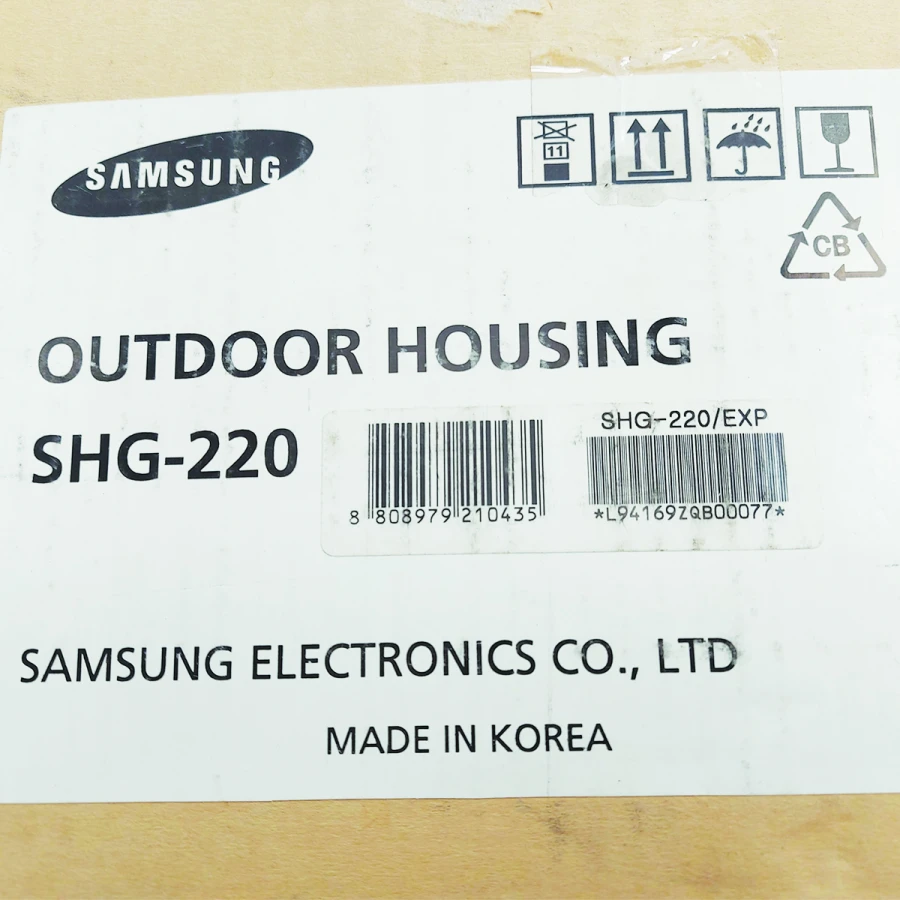 SAMSUNG
11
CB
OUTDOOR HOUSING
SHG-220
SHG-220/EXP
8 808979 210435
*L94169ZQB00077*
SAMSUNG ELECTRONICS CO., LTD
MADE IN KOREA